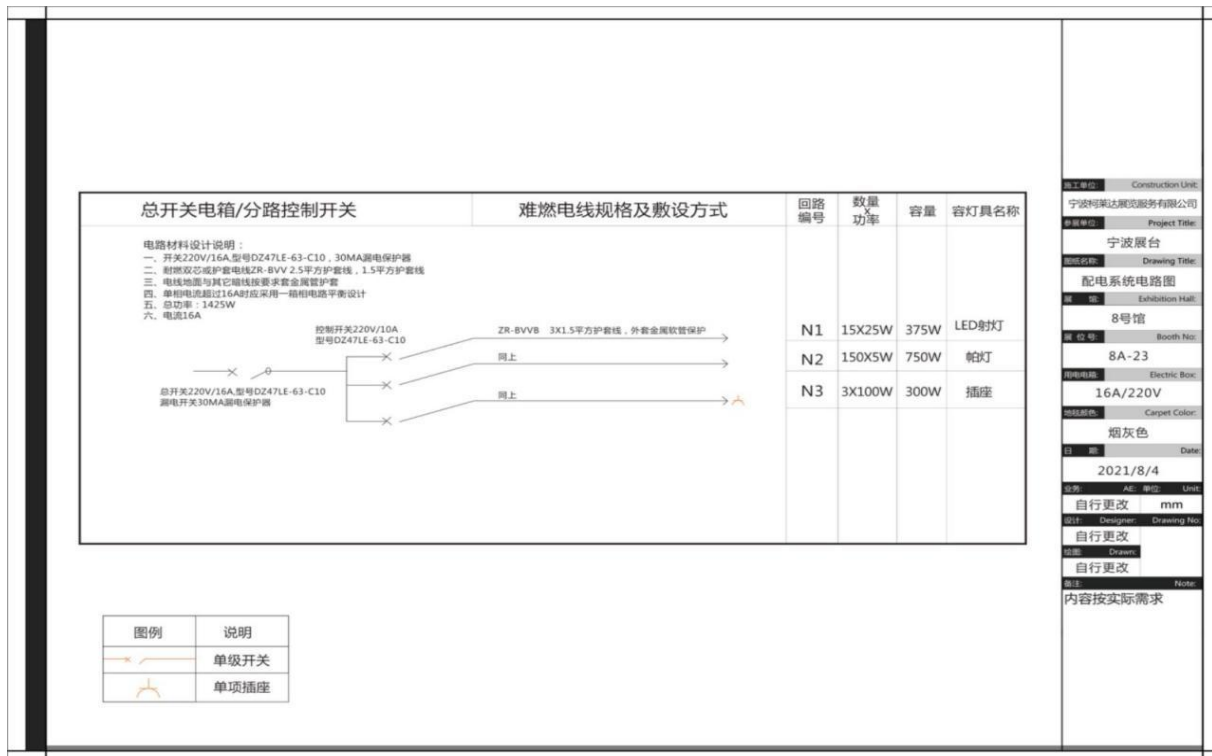 总开关电箱/分路控制开关
难燃电线规格及敷设方式
回路
编号
数量
x
功率
容量
容灯具名称
电路材料设计说明：
一、开关220V/16A,型号DZ47LE-63-C10，30MA漏电保护器
二、耐燃双芯或护套电线ZR-BVV 2.5平方护套线，1.5平方护套线
三、电线地面与其它暗线按要求套金属管护套
四、单相电流超过16A时应采用一箱相电路平衡设计
五、总功率：1425W
六、电流16A
控制开关220V/10A
型号DZ47LE-63-C10
ZR-BVVB 3X1.5平方护套线，外套金属软管保护
N1 15X25W 375W LED射灯
同上
N2 150X5W 750W 帕灯
总开关220V/16A,型号DZ47LE-63-C10
漏电开关30MA漏电保护器
同上
N3 3X100W 300W 插座
图例 说明
单级开关
单项插座
施工单位: Construction Unit:
宁波柯莱达展览服务有限公司
参展单位: Project Title:
宁波展台
图纸名称: Drawing Title:
配电系统电路图
展 馆: Exhibition Hall:
8号馆
展 位 号: Booth No:
8A-23
用电电箱: Electric Box:
16A/220V
地毯颜色: Carpet Color:
烟灰色
日 期: Date:
2021/8/4
业务: AE: 单位: Unit:
自行更改 mm
设计: Designer: Drawing No:
自行更改
绘图: Drawn:
自行更改
备注: Note:
内容按实际需求